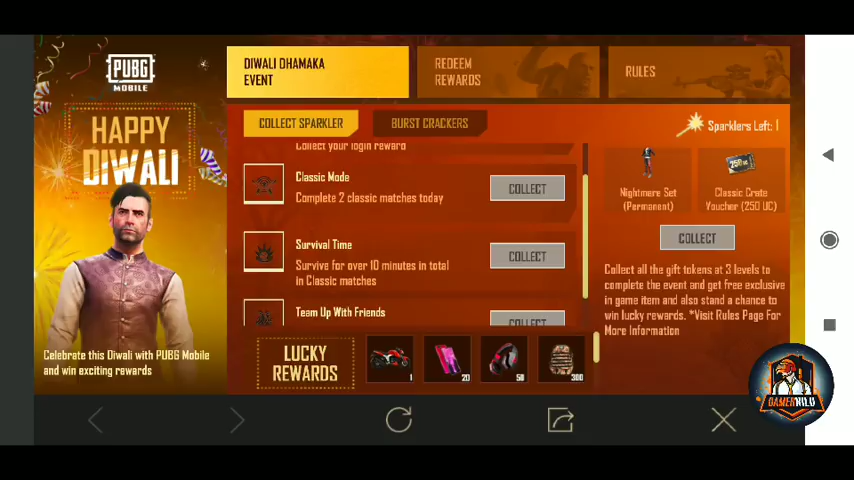 PUBG
MOBILE
HAPPY
DIWALI
Celebrate this Diwali with PUBG Mobile
and win exciting rewards
DIWALI DHAMAKA
EVENT
REDEEM
REWARDS
RULES
COLLECT SPARKLER
BURST CRACKERS
Sparklers Left: 1
Collect your login reward
Classic Mode
Complete 2 classic matches today
COLLECT
Survival Time
Survive for over 10 minutes in total
in Classic matches
COLLECT
Team Up With Friends
COLLECT
LUCKY
REWARDS
1
20
50
300
250 UC
Nightmare Set
(Permanent)
Classic Crate
Voucher (250 UC)
COLLECT
Collect all the gift tokens at 3 levels to
complete the event and get free exclusive
in game item and also stand a chance to
win lucky rewards. *Visit Rules Page For
More Information
GAMERNILU